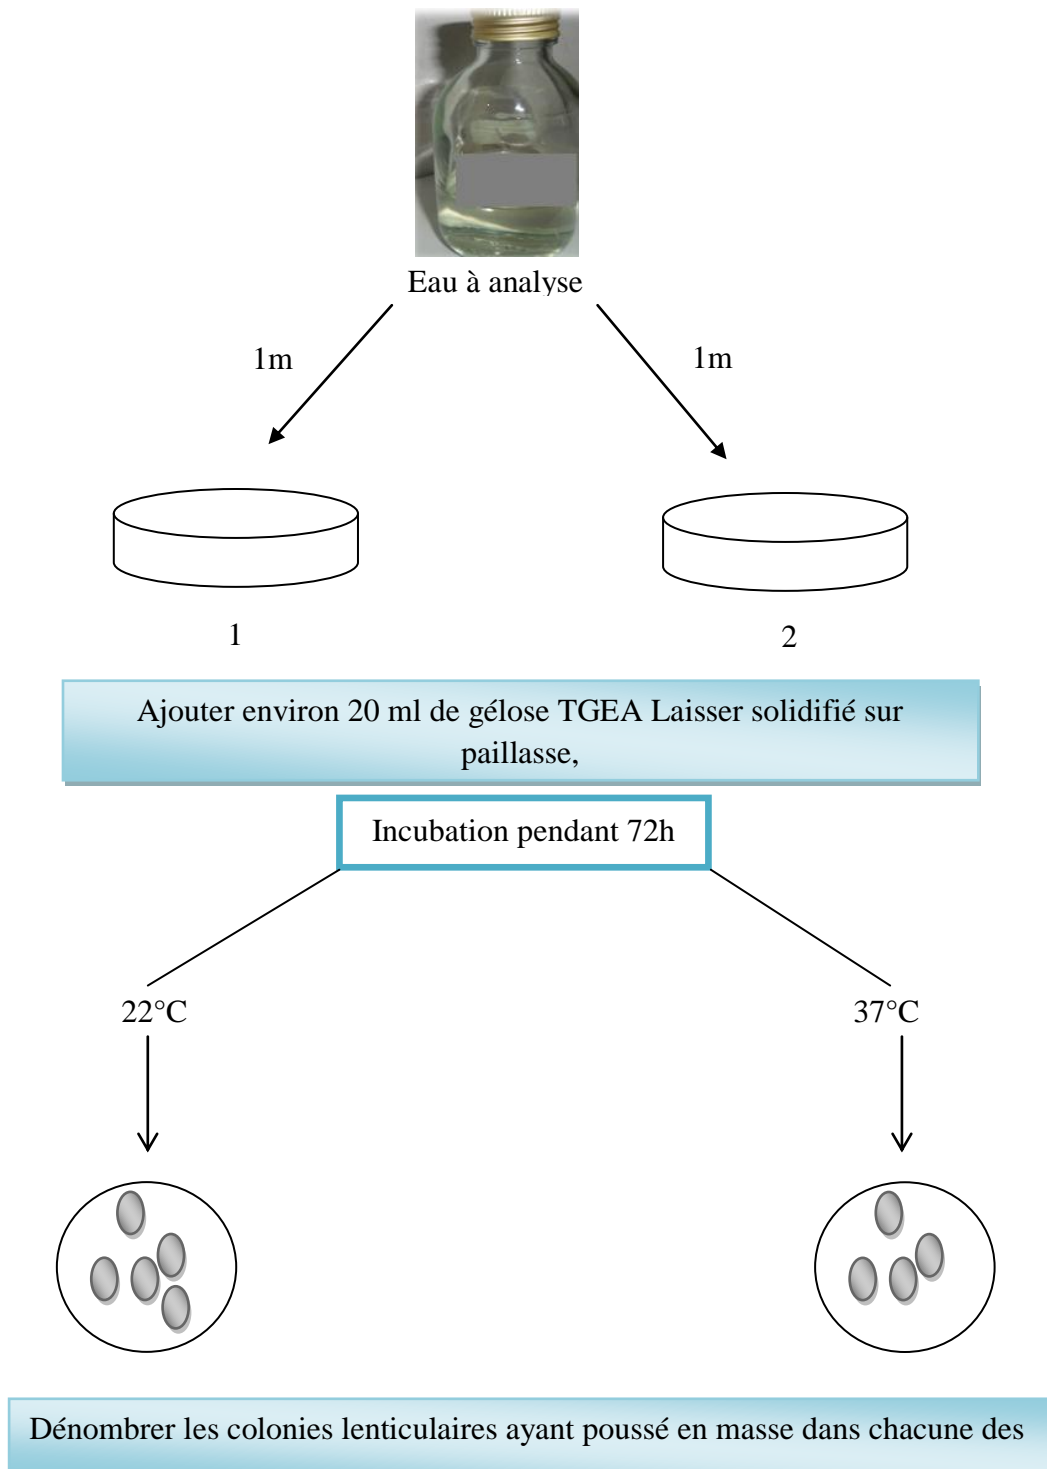 Eau à analyse
1m
1m
1
2
Ajouter environ 20 ml de gélose TGEA Laisser solidifié sur
paillasse,
Incubation pendant 72h
22°C
37°C
Dénombrer les colonies lenticulaires ayant poussé en masse dans chacune des